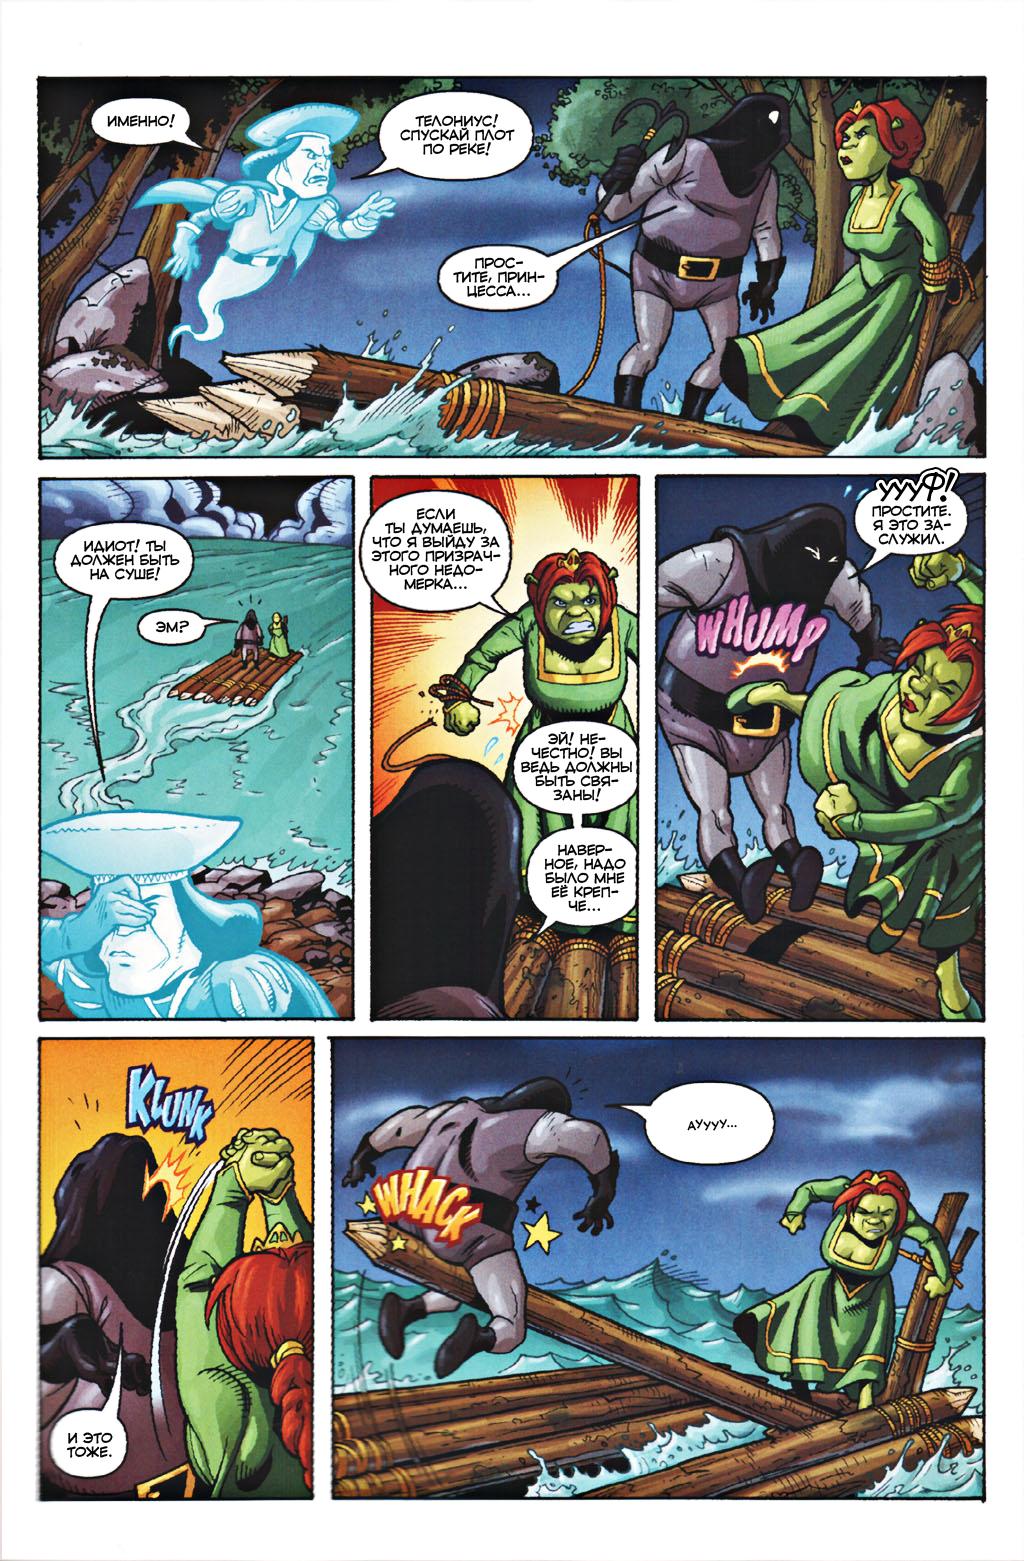 ИМЕННО!
ТЕЛОНИУС!
СПУСКАЙ ПЛОТ
ПО РЕКЕ!
ПРОС-
ТИТЕ, ПРИН-
ЦЕССА...
ИДИОТ! ТЫ
ДОЛЖЕН БЫТЬ
НА СУШЕ!
ЭМ?
ЕСЛИ
ТЫ ДУМАЕШЬ,
ЧТО Я ВЫЙДУ ЗА
ЭТОГО ПРИЗРАЧ-
НОГО НЕДО-
МЕРКА...
ЭЙ! НЕ-
ЧЕСТНО! ВЫ
ВЕДЬ ДОЛЖНЫ
БЫТЬ СВЯ-
ЗАНЫ!
НАВЕР-
НОЕ, НАДО
БЫЛО МНЕ
ЕЁ КРЕП-
ЧЕ...
УУУФ!
ПРОСТИТЕ.
Я ЭТО ЗА-
СЛУЖИЛ.
WHUMP
KLUNK
И ЭТО
ТОЖЕ.
АУУУУ...
WHACK